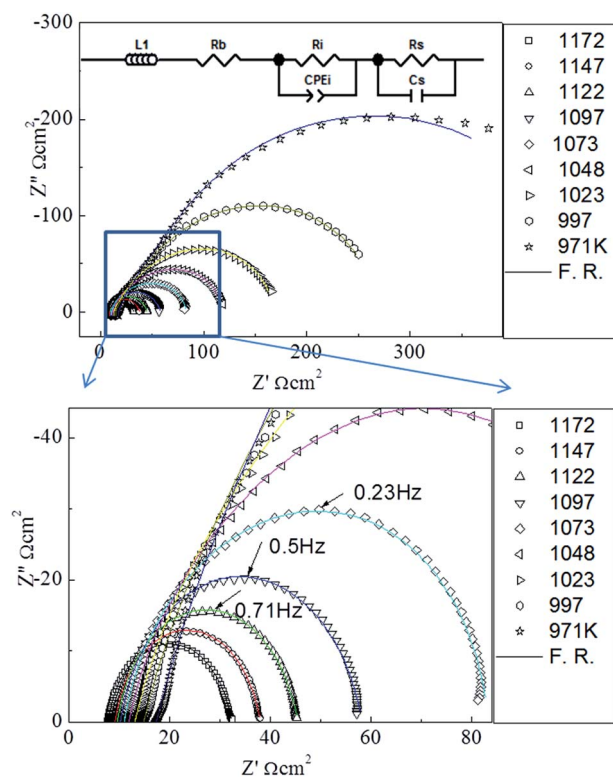 -300
-200
-100
0
Z" Ωcm²
L1
Rb
Ri
CPEi
Rs
Cs
0 100 200 300
Z' Ωcm²
1172
1147
1122
1097
1073
1048
1023
997
971K
F. R.
-40
-20
0
Z" Ωcm²
0.23Hz
0.5Hz
0.71Hz
0 20 40 60 80
Z' Ωcm²
1172
1147
1122
1097
1073
1048
1023
997
971K
F. R.